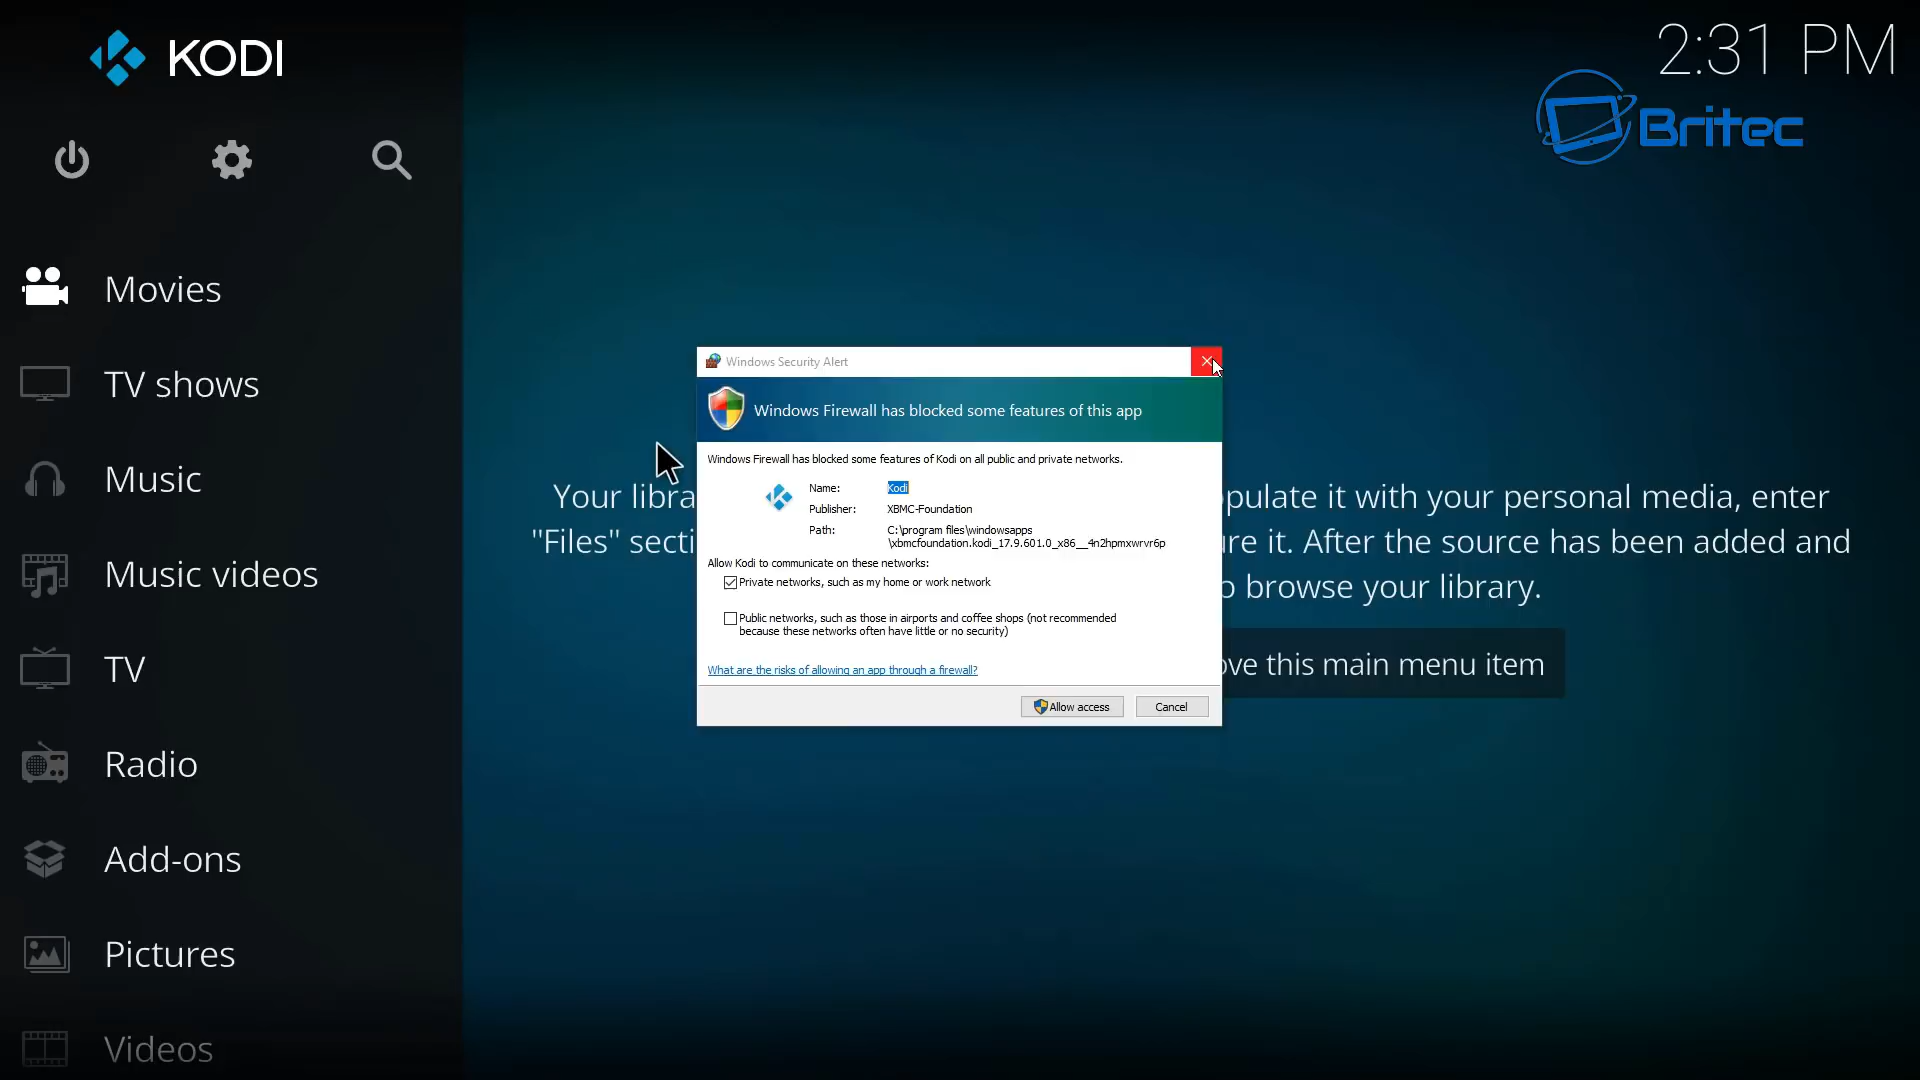 KODI
2:31 PM
Britec
Movies
TV shows
Music
Music videos
TV
Radio
Add-ons
Pictures
Videos
Your libra
pulate it with your personal media, enter
"Files" secti
re it. After the source has been added and
browse your library.
ve this main menu item
Windows Security Alert
Windows Firewall has blocked some features of this app
Windows Firewall has blocked some features of Kodi on all public and private networks.
Name: Kodi
Publisher: XBMC-Foundation
Path: C:\program files\windowsapps
\xbmcfoundation.kodi_17.9.601.0_x86__4n2hpmxwrvr6p
Allow Kodi to communicate on these networks:
Private networks, such as my home or work network
Public networks, such as those in airports and coffee shops (not recommended
because these networks often have little or no security)
What are the risks of allowing an app through a firewall?
Allow access
Cancel